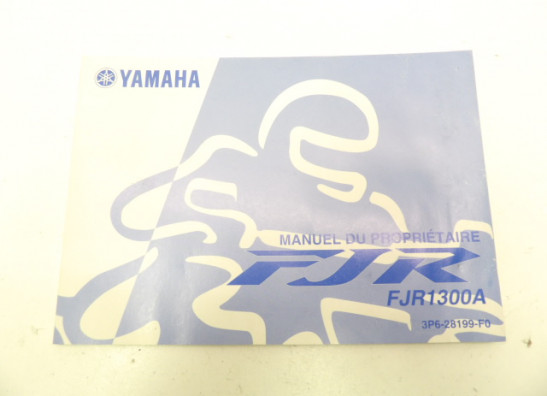 YAMAHA
MANUEL DU PROPRIÉTAIRE
FJR
FJR1300A
3P6-28199-F0